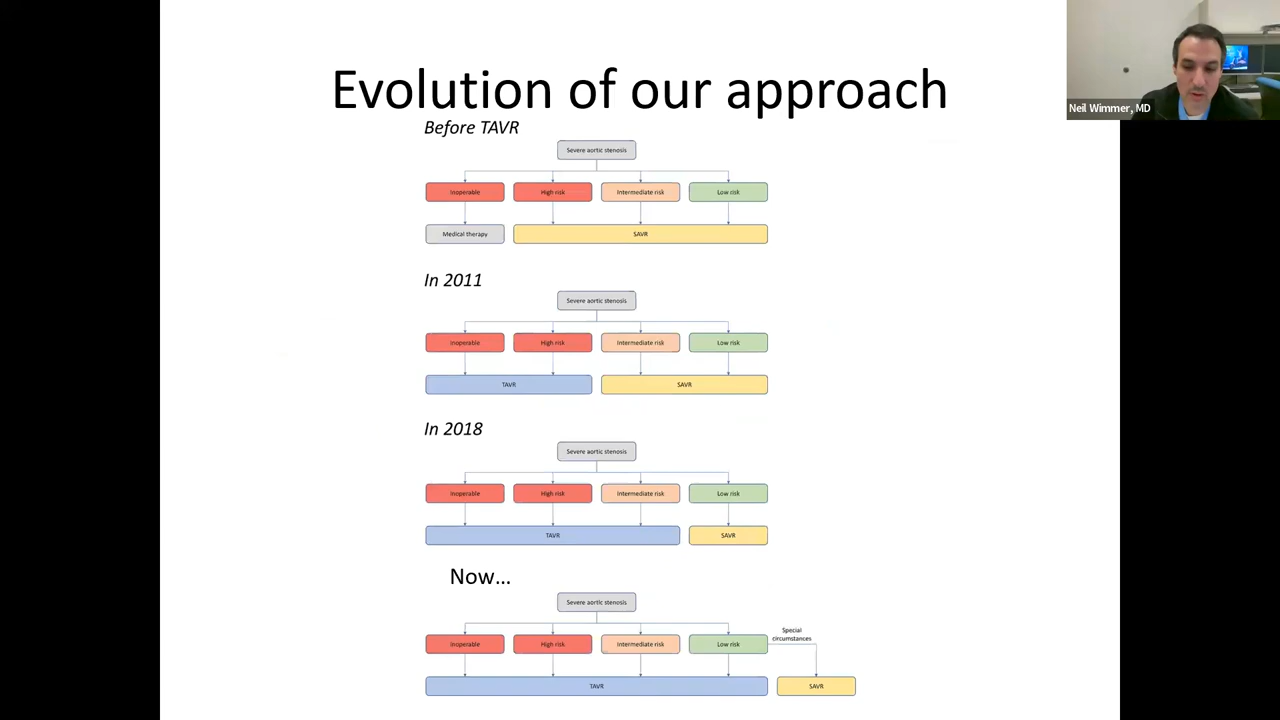 Evolution of our approach
Neil Wimmer, MD
Before TAVR
Severe aortic stenosis
Inoperable
High risk
Intermediate risk
Low risk
Medical therapy
SAVR
In 2011
Severe aortic stenosis
Inoperable
High risk
Intermediate risk
Low risk
TAVR
SAVR
In 2018
Severe aortic stenosis
Inoperable
High risk
Intermediate risk
Low risk
TAVR
SAVR
Now...
Severe aortic stenosis
Special
circumstances
Inoperable
High risk
Intermediate risk
Low risk
TAVR
SAVR